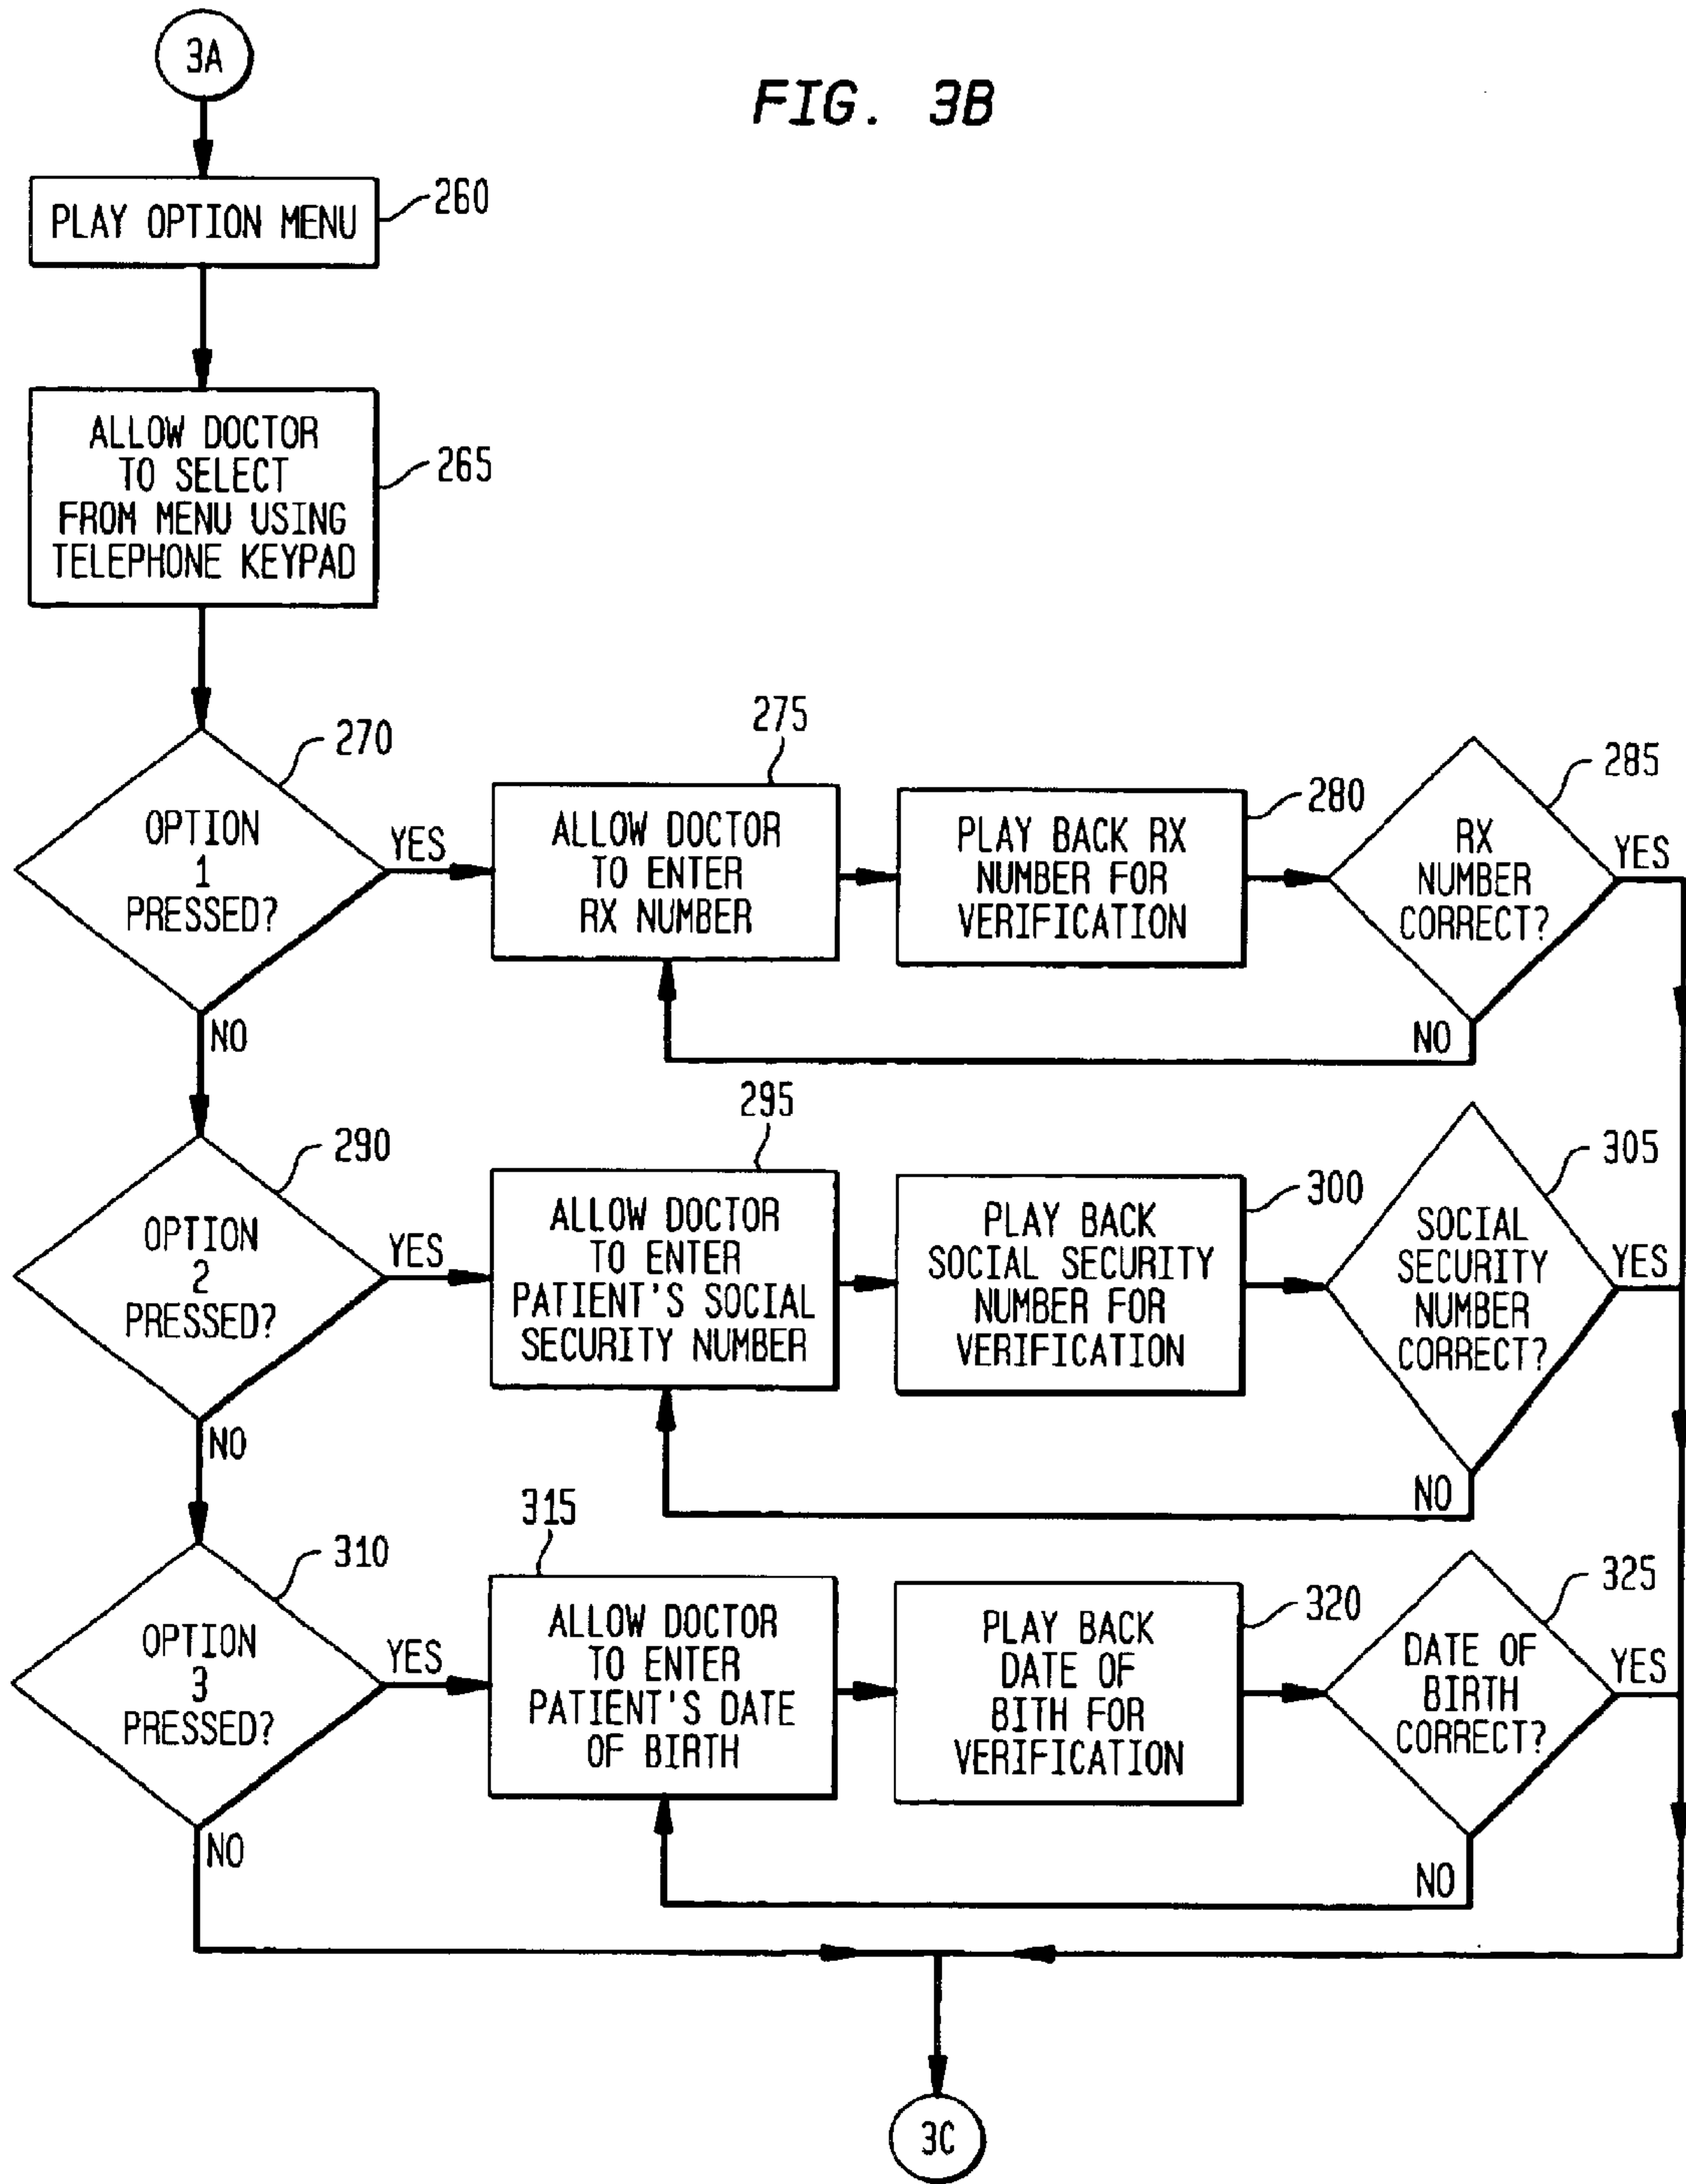 3A
FIG. 3B
PLAY OPTION MENU
260
ALLOW DOCTOR
TO SELECT
FROM MENU USING
TELEPHONE KEYPAD
265
OPTION
1
PRESSED?
270
YES
NO
ALLOW DOCTOR
TO ENTER
RX NUMBER
275
PLAY BACK RX
NUMBER FOR
VERIFICATION
280
RX
NUMBER
CORRECT?
285
YES
NO
OPTION
2
PRESSED?
290
YES
NO
ALLOW DOCTOR
TO ENTER
PATIENT'S SOCIAL
SECURITY NUMBER
295
PLAY BACK
SOCIAL SECURITY
NUMBER FOR
VERIFICATION
300
SOCIAL
SECURITY
NUMBER
CORRECT?
305
YES
NO
OPTION
3
PRESSED?
310
YES
NO
ALLOW DOCTOR
TO ENTER
PATIENT'S DATE
OF BIRTH
315
PLAY BACK
DATE OF
BITH FOR
VERIFICATION
320
DATE OF
BIRTH
CORRECT?
325
YES
NO
3C